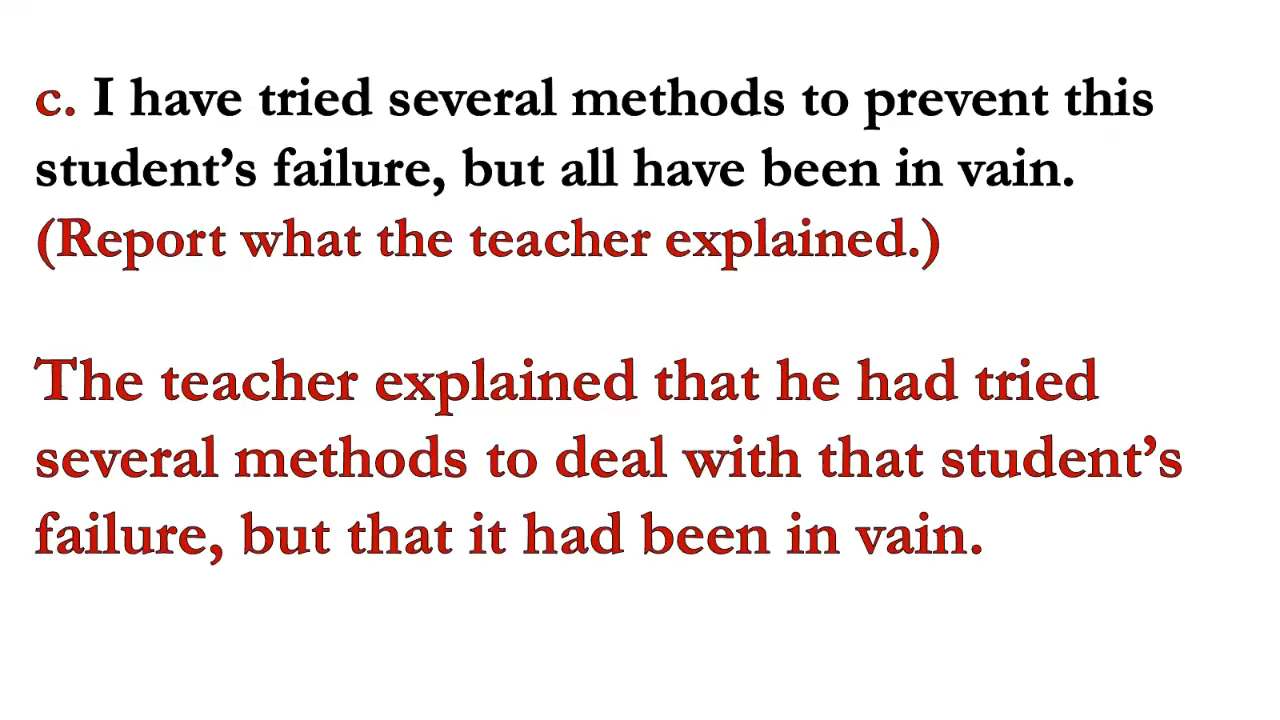 c. I have tried several methods to prevent this
student’s failure, but all have been in vain.
(Report what the teacher explained.)
The teacher explained that he had tried
several methods to deal with that student’s
failure, but that it had been in vain.